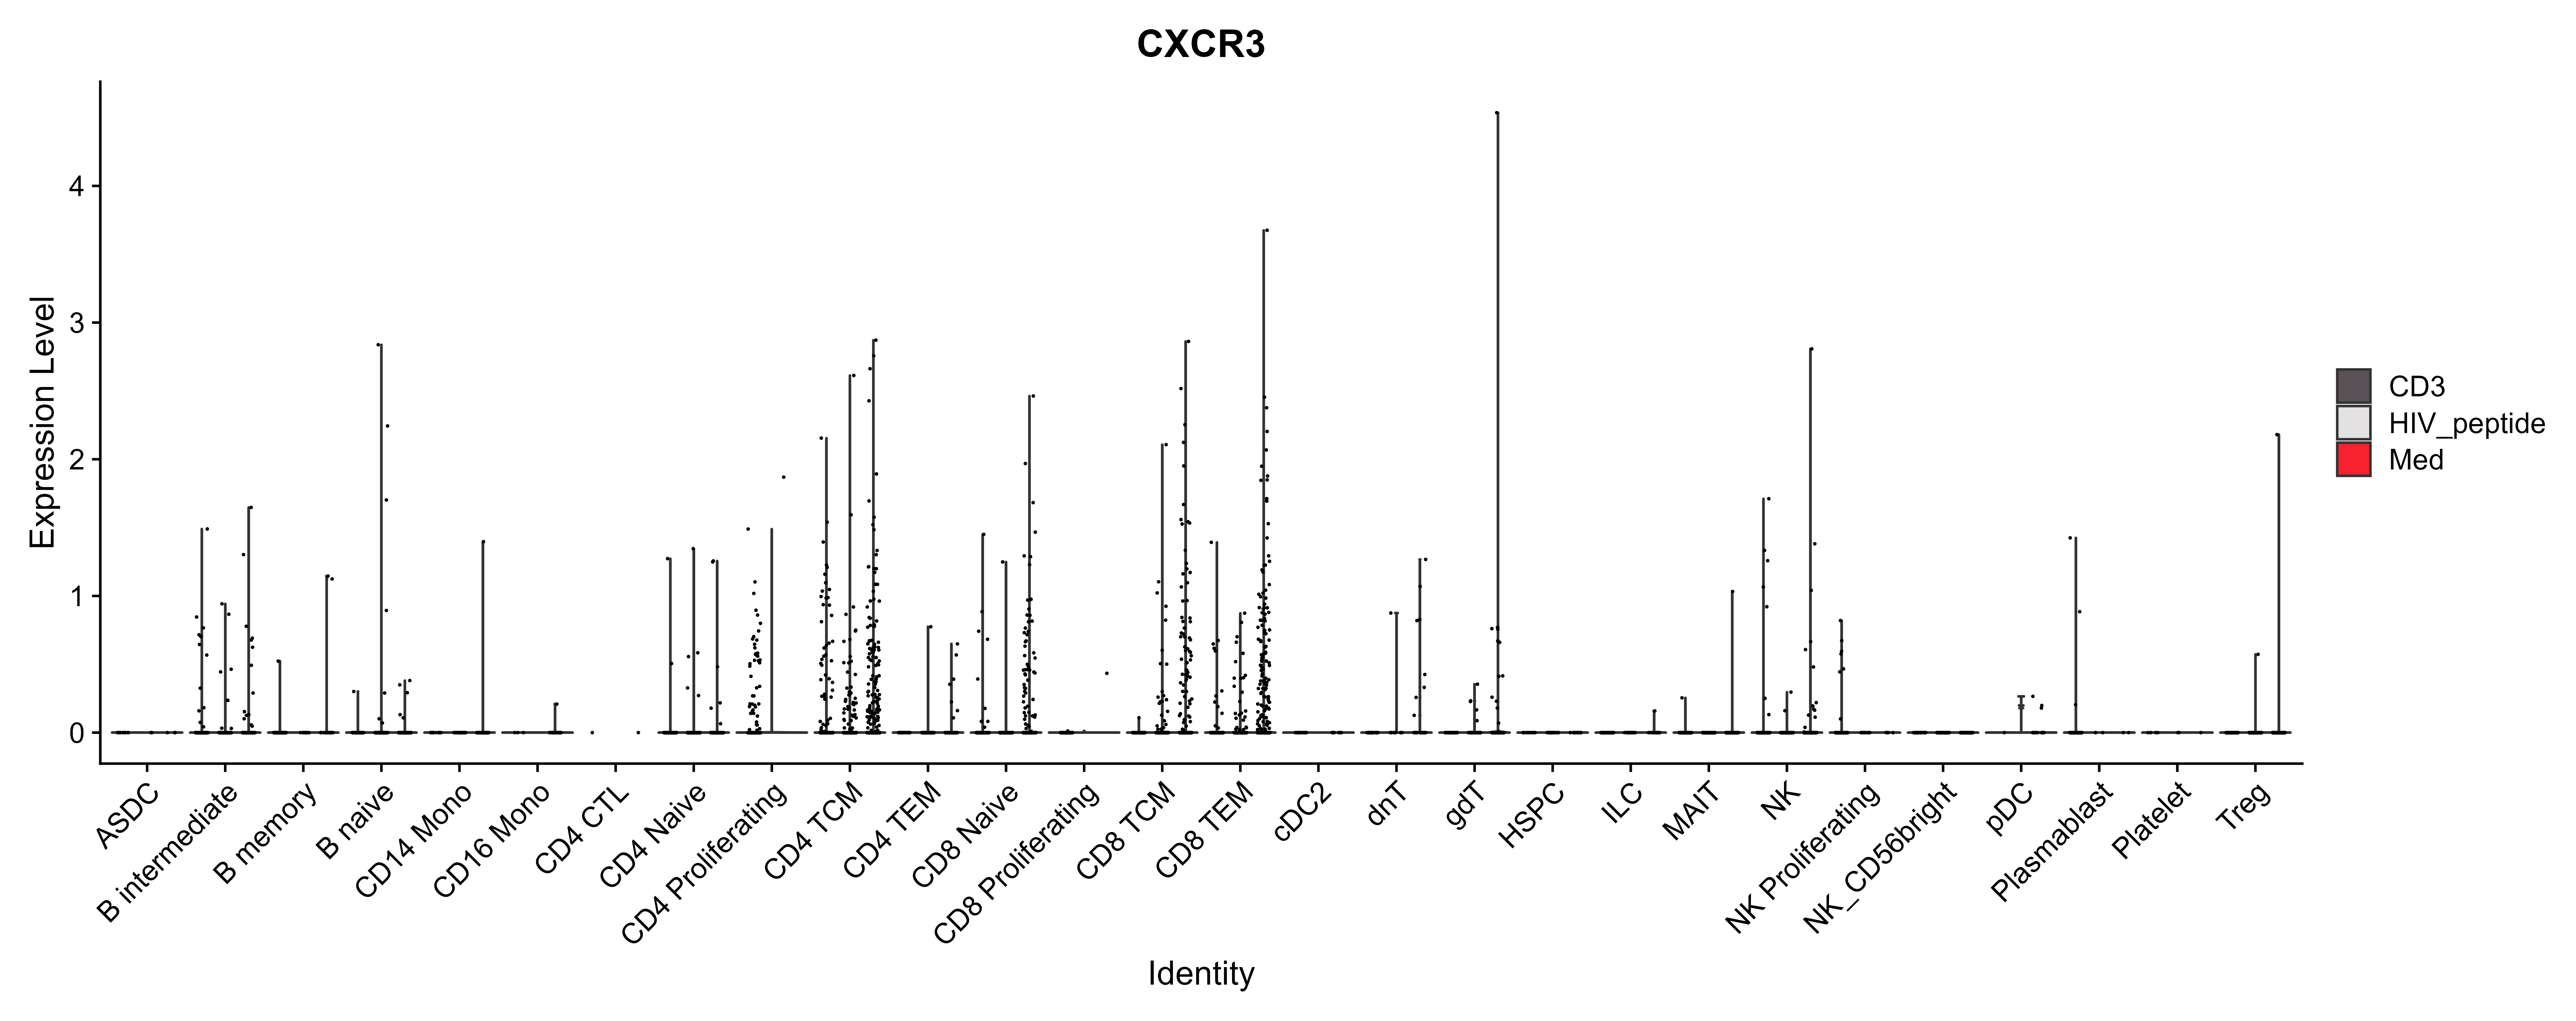 CXCR3
Expression Level
4
3
2
1
0
ASDC
B intermediate
B memory
B naive
CD14 Mono
CD16 Mono
CD4 CTL
CD4 Naive
CD4 Proliferating
CD4 TCM
CD4 TEM
CD8 Naive
CD8 Proliferating
CD8 TCM
CD8 TEM
cDC2
dnT
gdT
HSPC
ILC
MAIT
NK
NK Proliferating
NK_CD56bright
pDC
Plasmablast
Platelet
Treg
Identity
CD3
HIV_peptide
Med